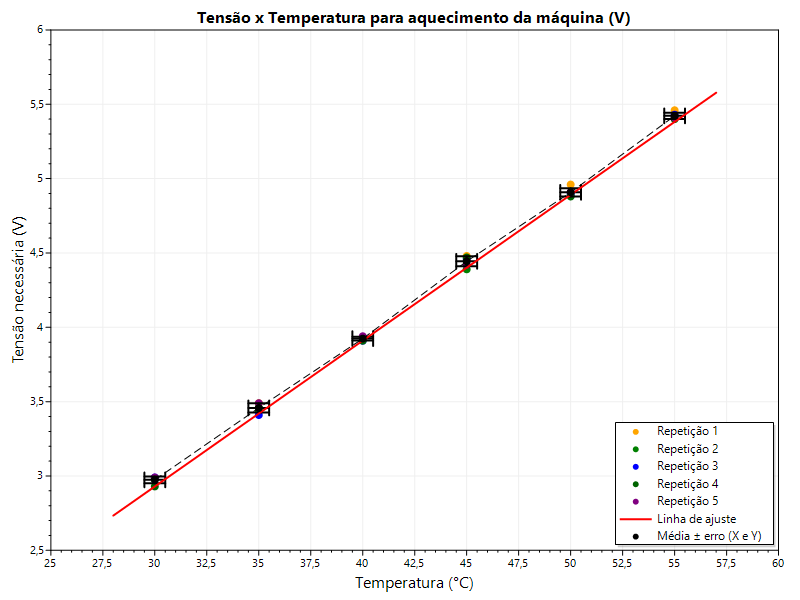 Tensão x Temperatura para aquecimento da máquina (V)
6
5,5
5
4,5
4
3,5
3
2,5
Tensão necessária (V)
25
27,5
30
32,5
35
37,5
40
42,5
45
47,5
50
52,5
55
57,5
60
Temperatura (°C)
Repetição 1
Repetição 2
Repetição 3
Repetição 4
Repetição 5
Linha de ajuste
Média ± erro (X e Y)